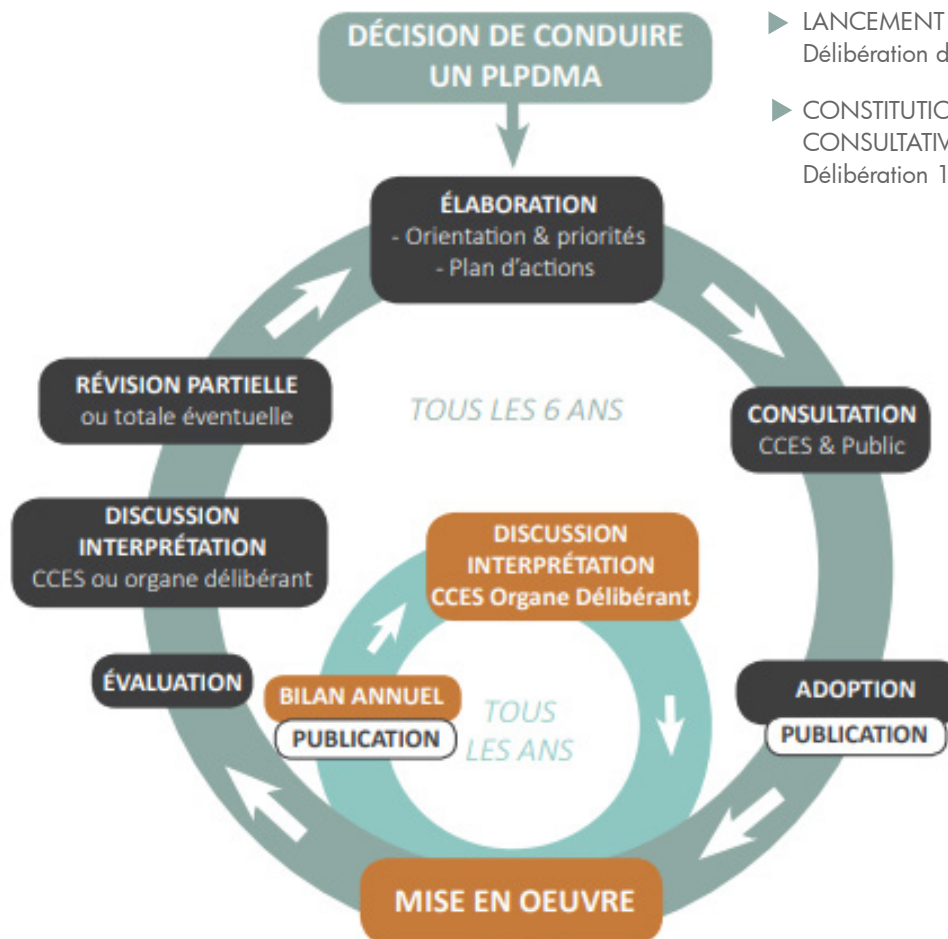 DÉCISION DE CONDUIRE
UN PLPDMA
▶ LANCEMENT
Délibération d
▶ CONSTITUTIO
CONSULTATIV
Délibération 1
ÉLABORATION
- Orientation & priorités
- Plan d'actions
RÉVISION PARTIELLE
ou totale éventuelle
TOUS LES 6 ANS
CONSULTATION
CCES & Public
DISCUSSION
INTERPRÉTATION
CCES ou organe délibérant
DISCUSSION
INTERPRÉTATION
CCES Organe Délibérant
ÉVALUATION
BILAN ANNUEL
PUBLICATION
TOUS
LES ANS
ADOPTION
PUBLICATION
MISE EN OEUVRE